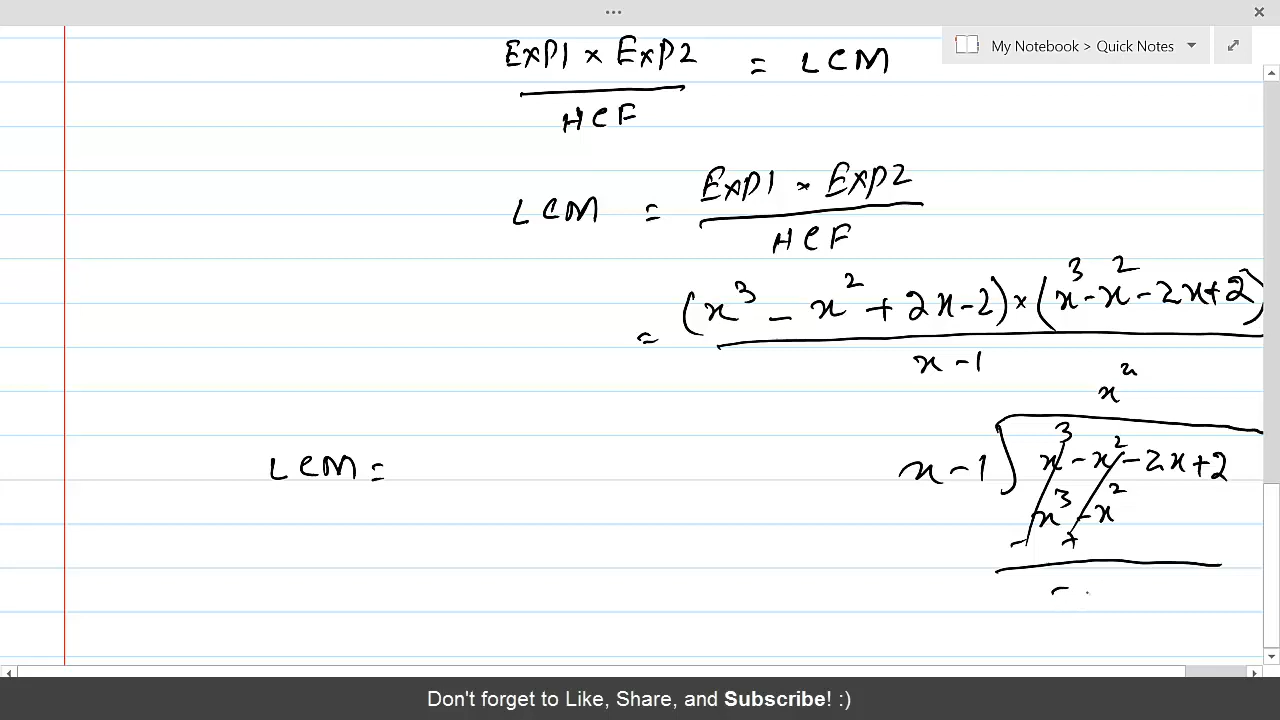 ...
My Notebook > Quick Notes
Exp1 × Exp2 / HCF = LCM
LCM = Exp1 × Exp2 / HCF
= (x³ - x² + 2x - 2) × (x³ - x² - 2x + 2) / x - 1
x²
LCM =
x - 1 ) x³ - x² - 2x + 2
x³ - x²
- +
-
Don't forget to Like, Share, and Subscribe! :)